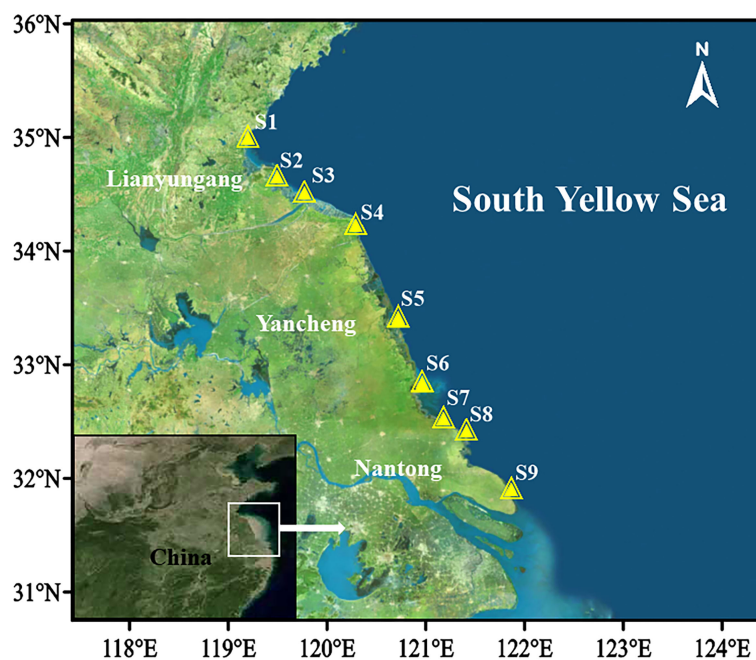 36°N
N
35°N
S1
S2
S3
Lianyungang
South Yellow Sea
S4
34°N
S5
Yancheng
33°N
S6
S7
S8
Nantong
S9
32°N
China
31°N
118°E
119°E
120°E
121°E
122°E
123°E
124°E